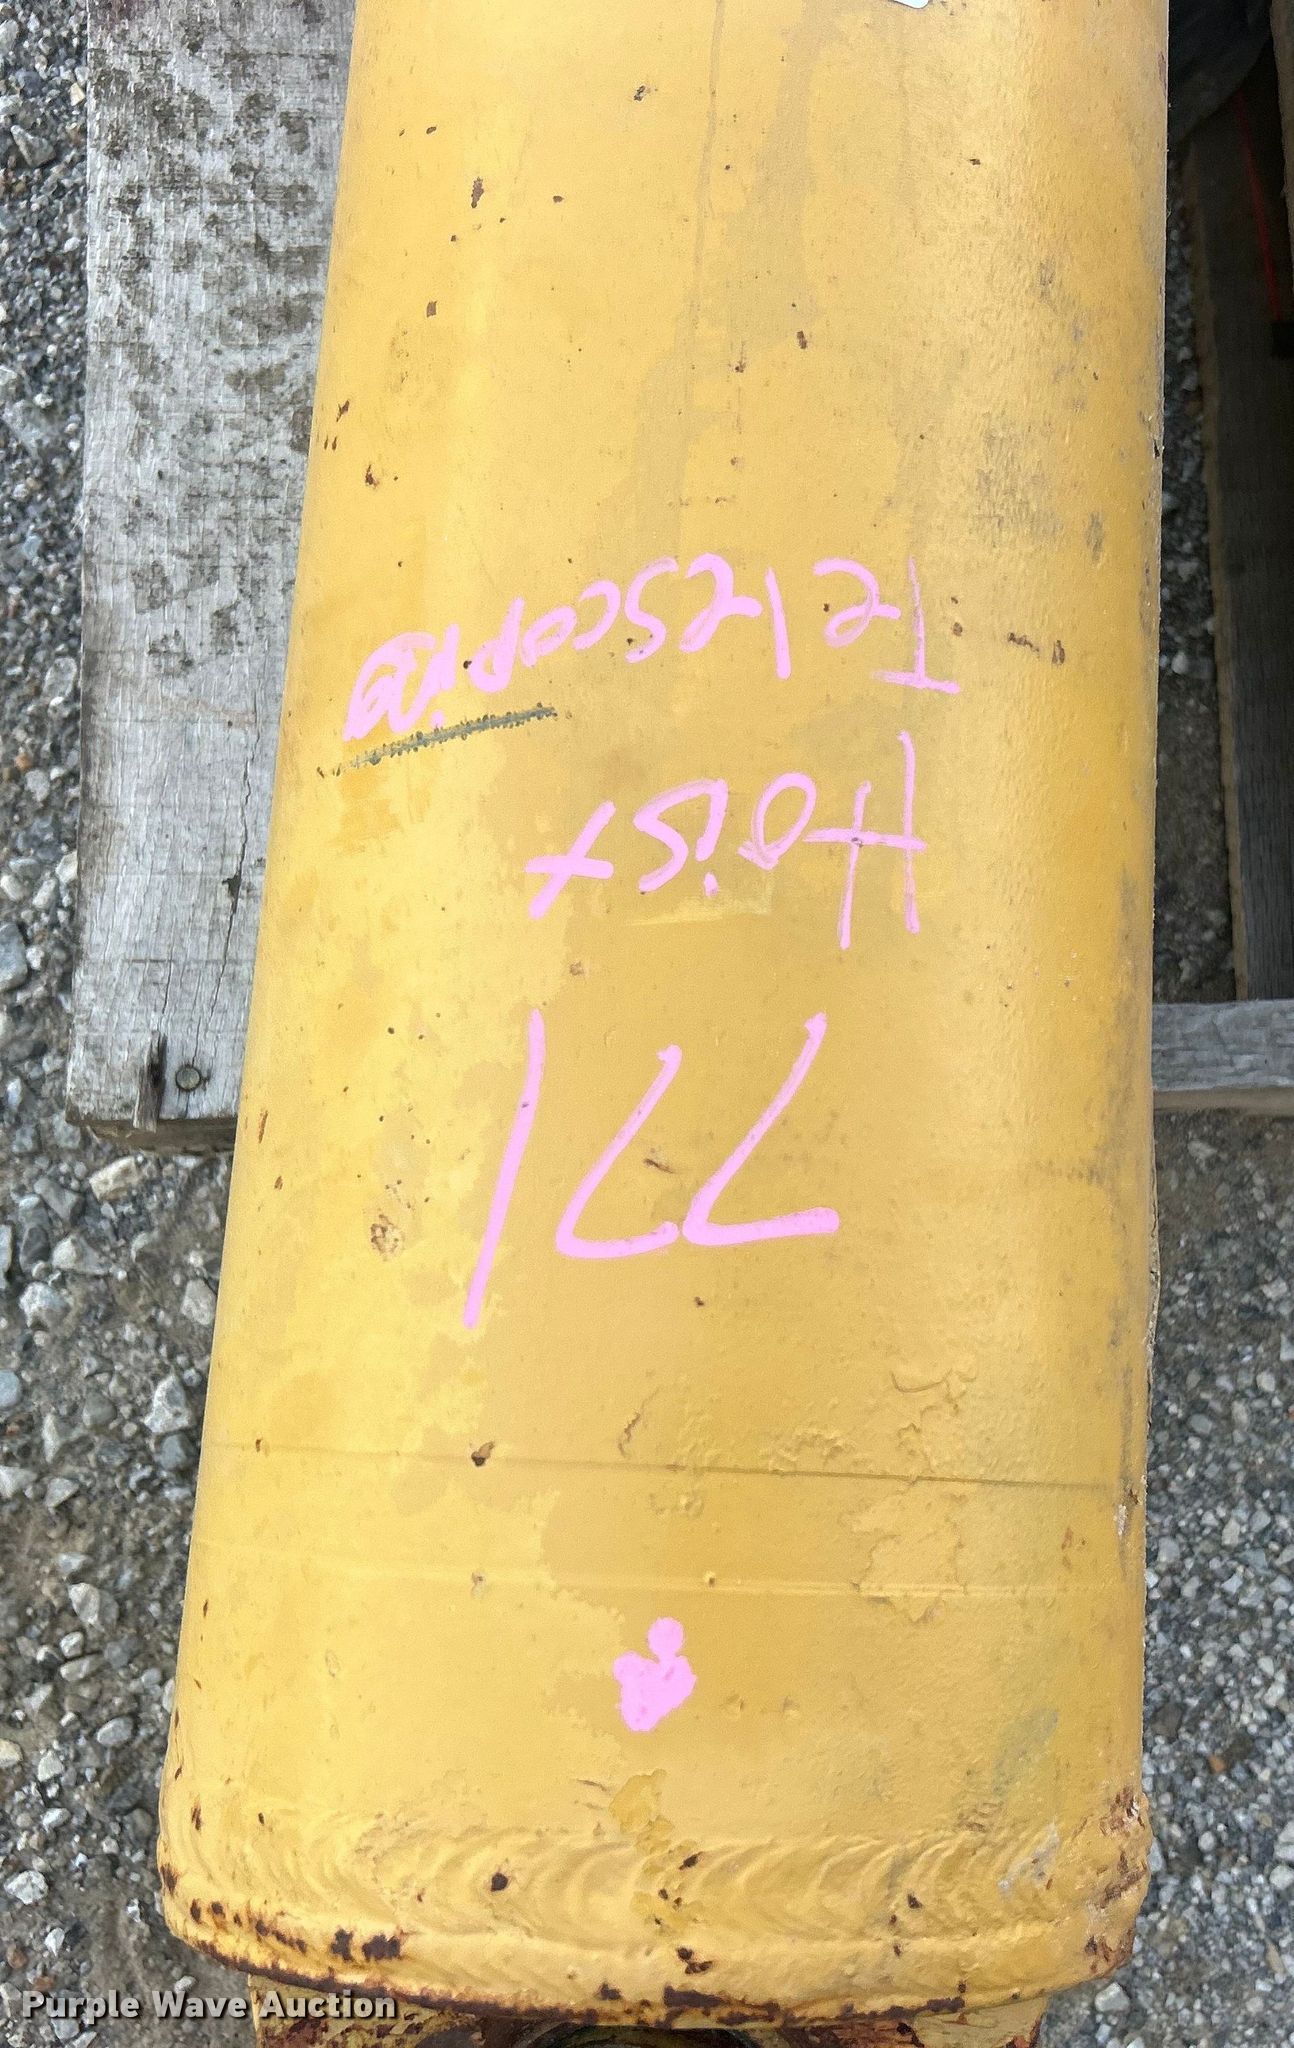 771
Hoist
Telescoping
Purple Wave Auction